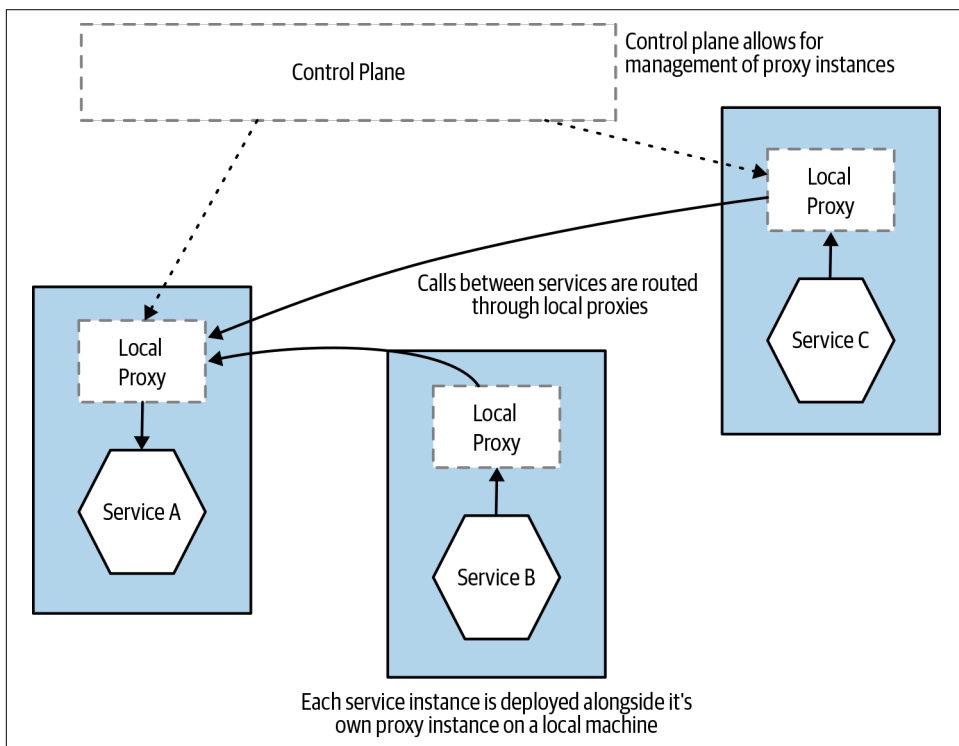 Control Plane
Control plane allows for
management of proxy instances
Local
Proxy
Calls between services are routed
through local proxies
Service C
Local
Proxy
Local
Proxy
Service A
Service B
Each service instance is deployed alongside it's
own proxy instance on a local machine